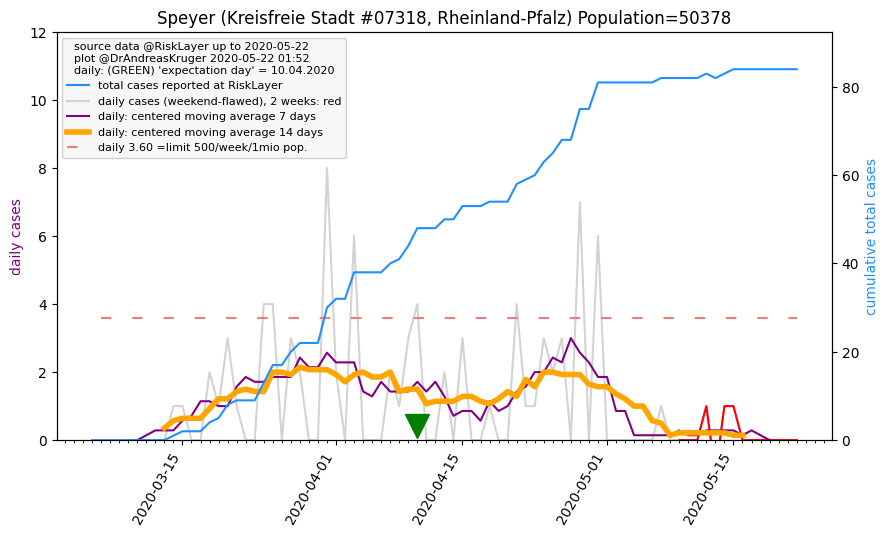 Speyer (Kreisfreie Stadt #07318, Rheinland-Pfalz) Population=50378
source data @RiskLayer up to 2020-05-22
plot @DrAndreasKruger 2020-05-22 01:52
daily: (GREEN) 'expectation day' = 10.04.2020
total cases reported at RiskLayer
daily cases (weekend-flawed), 2 weeks: red
daily: centered moving average 7 days
daily: centered moving average 14 days
daily 3.60 =limit 500/week/1mio pop.
daily cases
12
10
8
6
4
2
0
cumulative total cases
80
60
40
20
0
2020-03-15
2020-04-01
2020-04-15
2020-05-01
2020-05-15